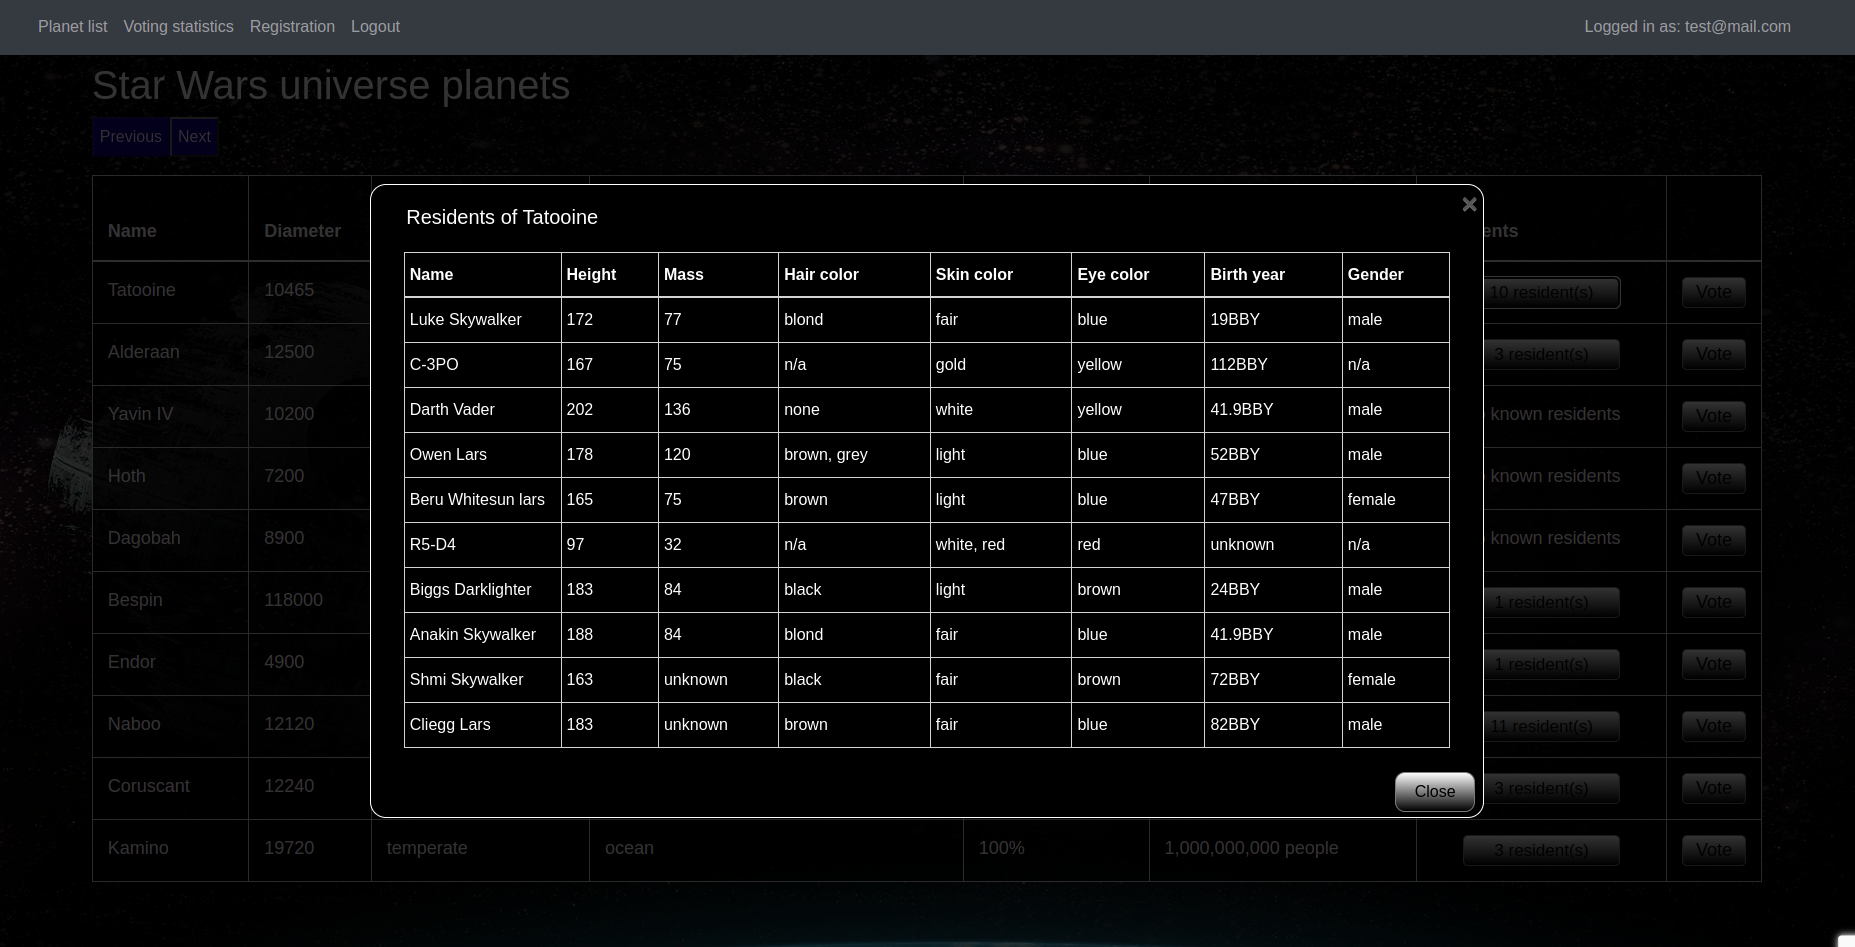 Planet list Voting statistics Registration Logout Logged in as: test@mail.com
Star Wars universe planets
Previous Next
Name Diameter ents
Tatooine 10465 10 resident(s) Vote
Alderaan 12500 3 resident(s) Vote
Yavin IV 10200 known residents Vote
Hoth 7200 known residents Vote
Dagobah 8900 known residents Vote
Bespin 118000 1 resident(s) Vote
Endor 4900 1 resident(s) Vote
Naboo 12120 11 resident(s) Vote
Coruscant 12240 3 resident(s) Vote
Kamino 19720 temperate ocean 100% 1,000,000,000 people 3 resident(s) Vote
Residents of Tatooine ×
Name Height Mass Hair color Skin color Eye color Birth year Gender
Luke Skywalker 172 77 blond fair blue 19BBY male
C-3PO 167 75 n/a gold yellow 112BBY n/a
Darth Vader 202 136 none white yellow 41.9BBY male
Owen Lars 178 120 brown, grey light blue 52BBY male
Beru Whitesun lars 165 75 brown light blue 47BBY female
R5-D4 97 32 n/a white, red red unknown n/a
Biggs Darklighter 183 84 black light brown 24BBY male
Anakin Skywalker 188 84 blond fair blue 41.9BBY male
Shmi Skywalker 163 unknown black fair brown 72BBY female
Cliegg Lars 183 unknown brown fair blue 82BBY male
Close